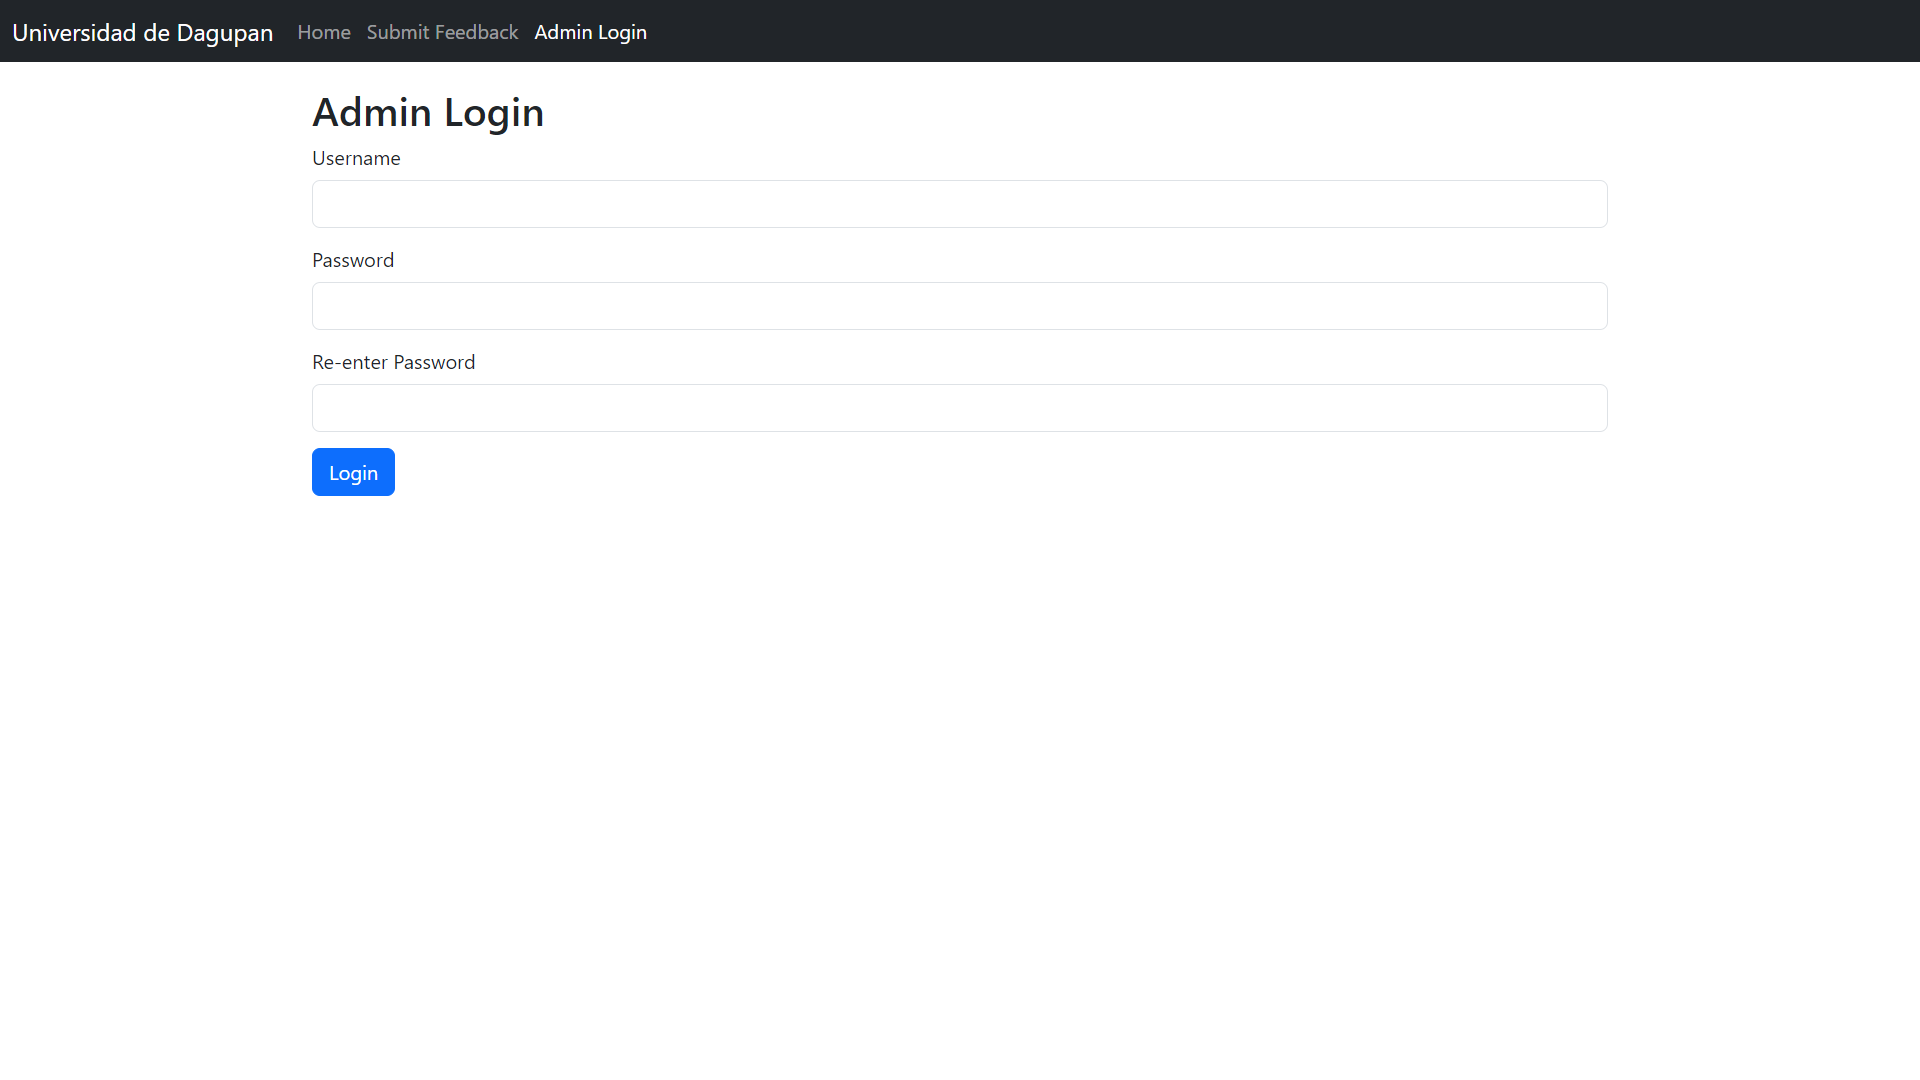 Universidad de Dagupan Home Submit Feedback Admin Login
Admin Login
Username
Password
Re-enter Password
Login